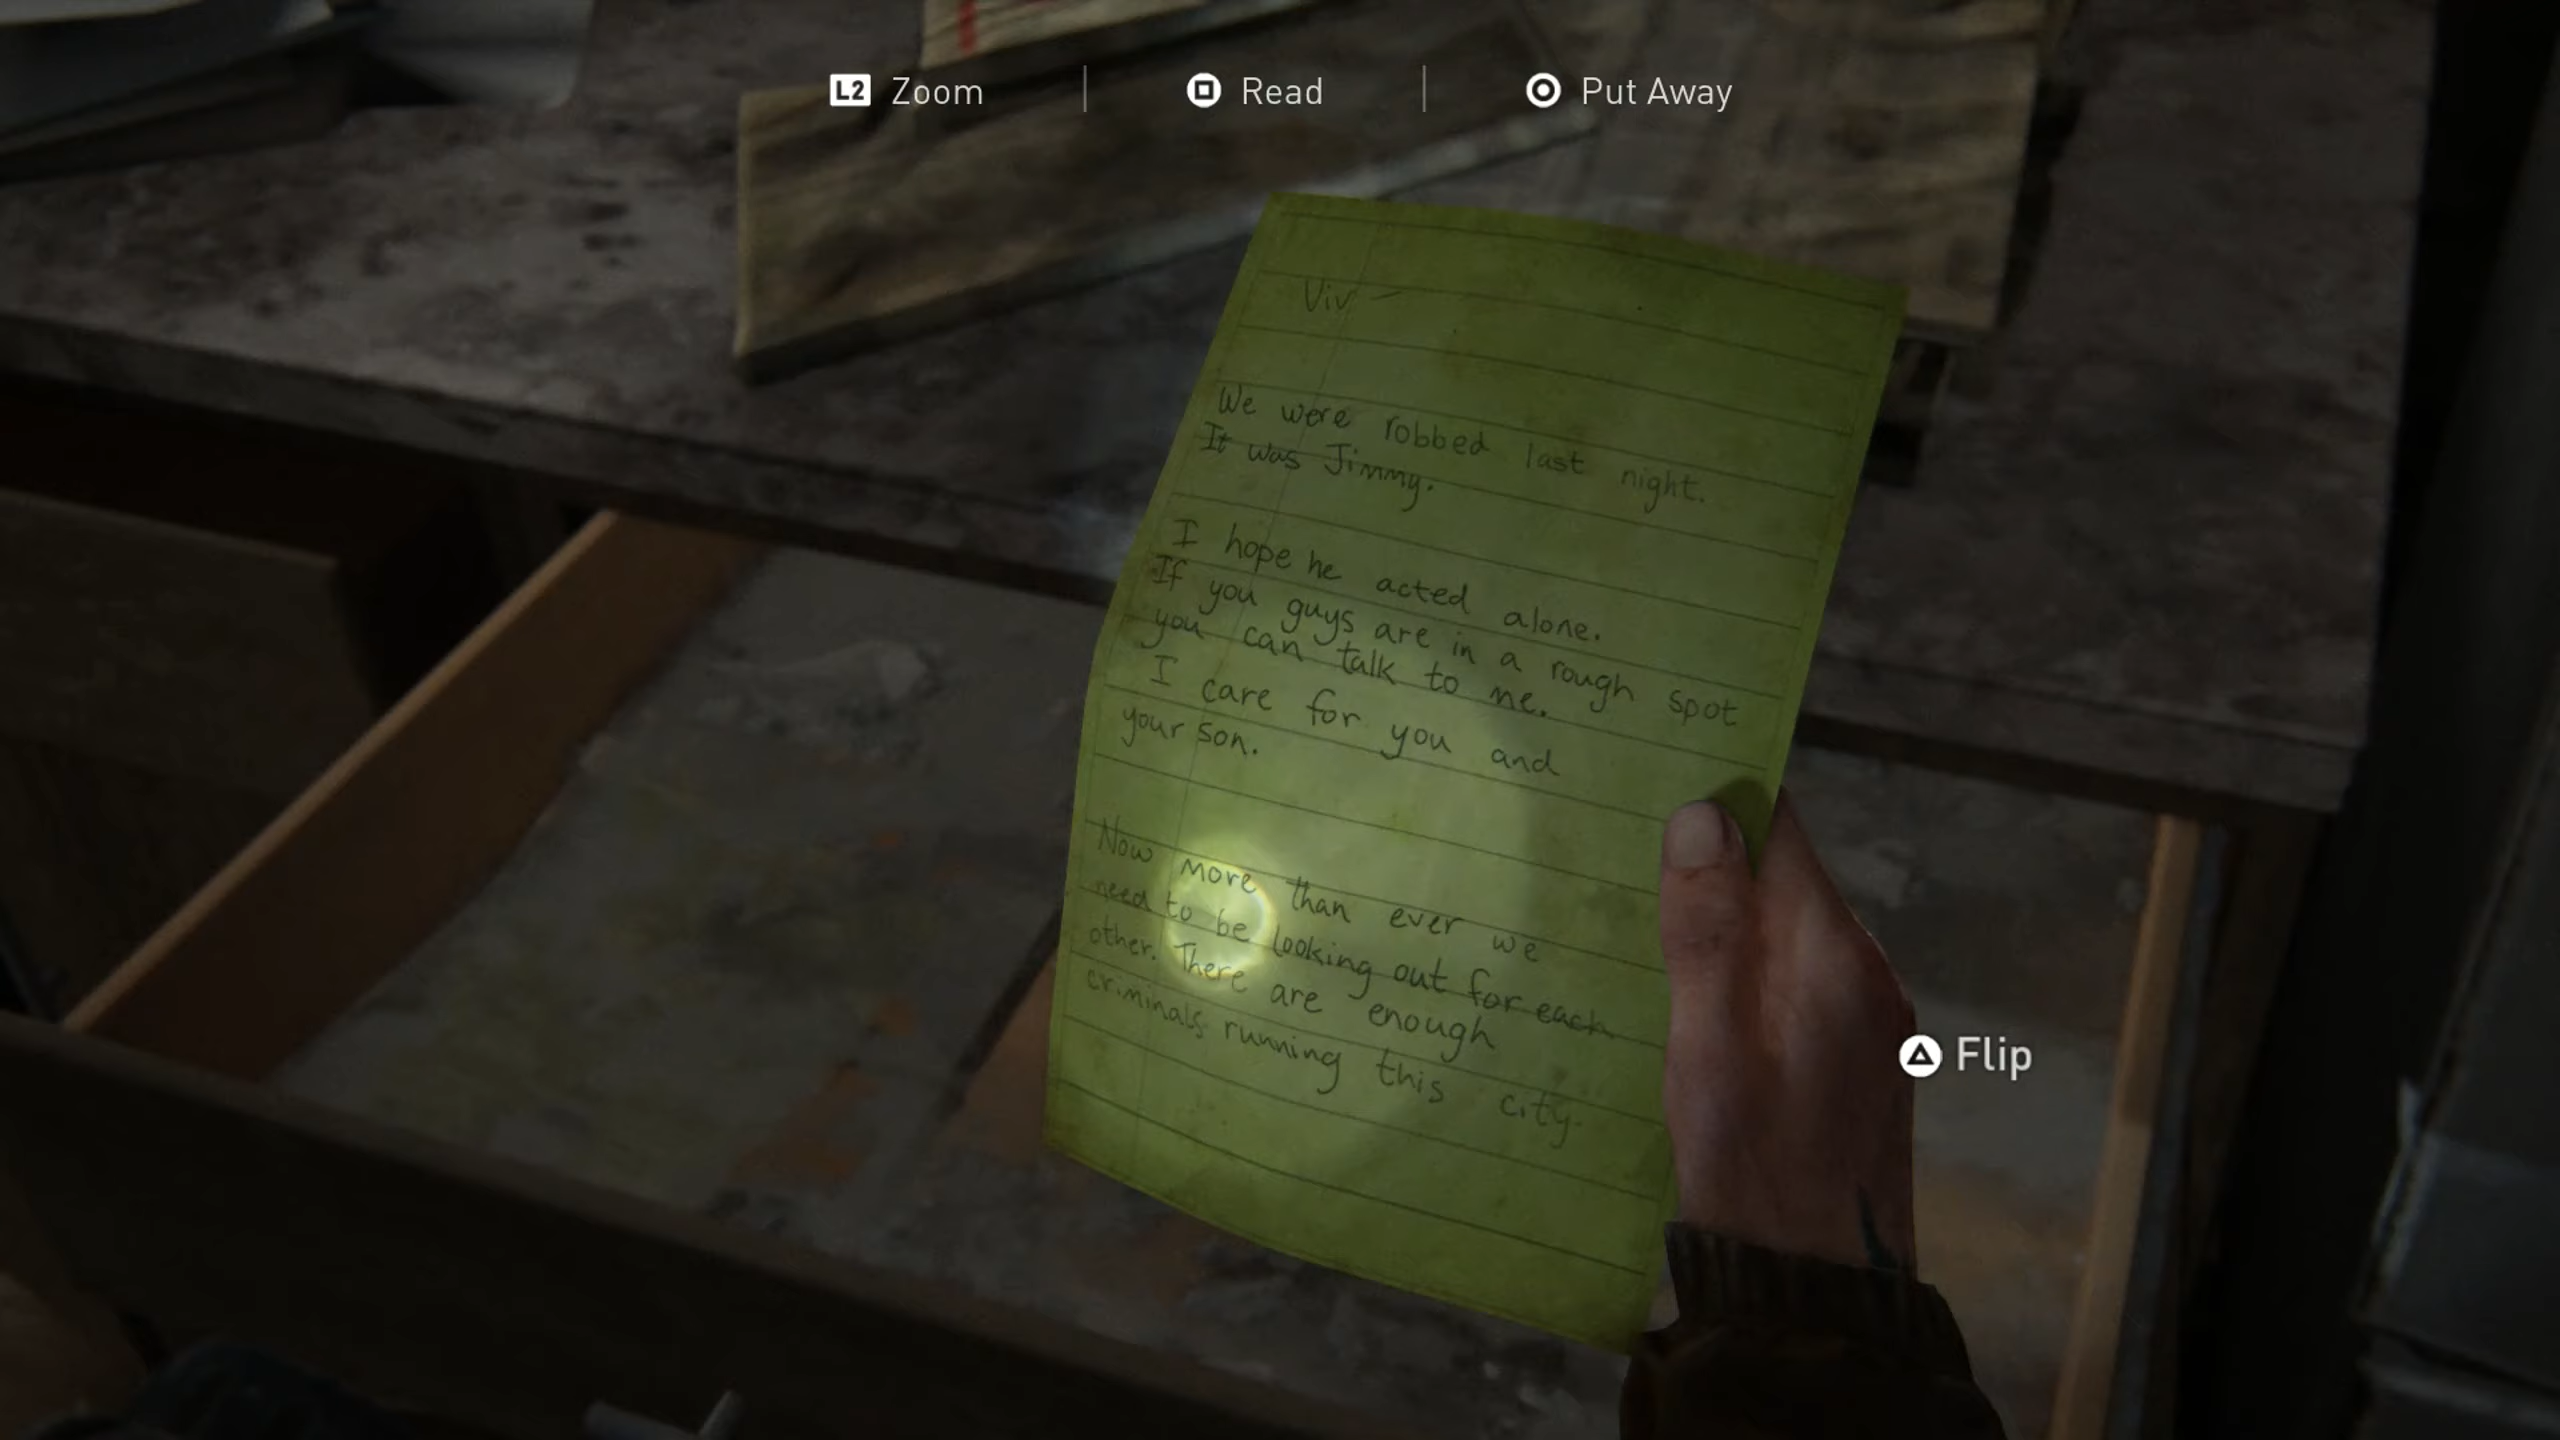 L2 Zoom | Read | Put Away
Viv -
We were robbed last night.
It was Jimmy.
I hope he acted alone.
If you guys are in a rough spot
you can talk to me.
I care for you and
your son.
Now more than ever we
need to be looking out for each
other. There are enough
criminals running this city.
Flip